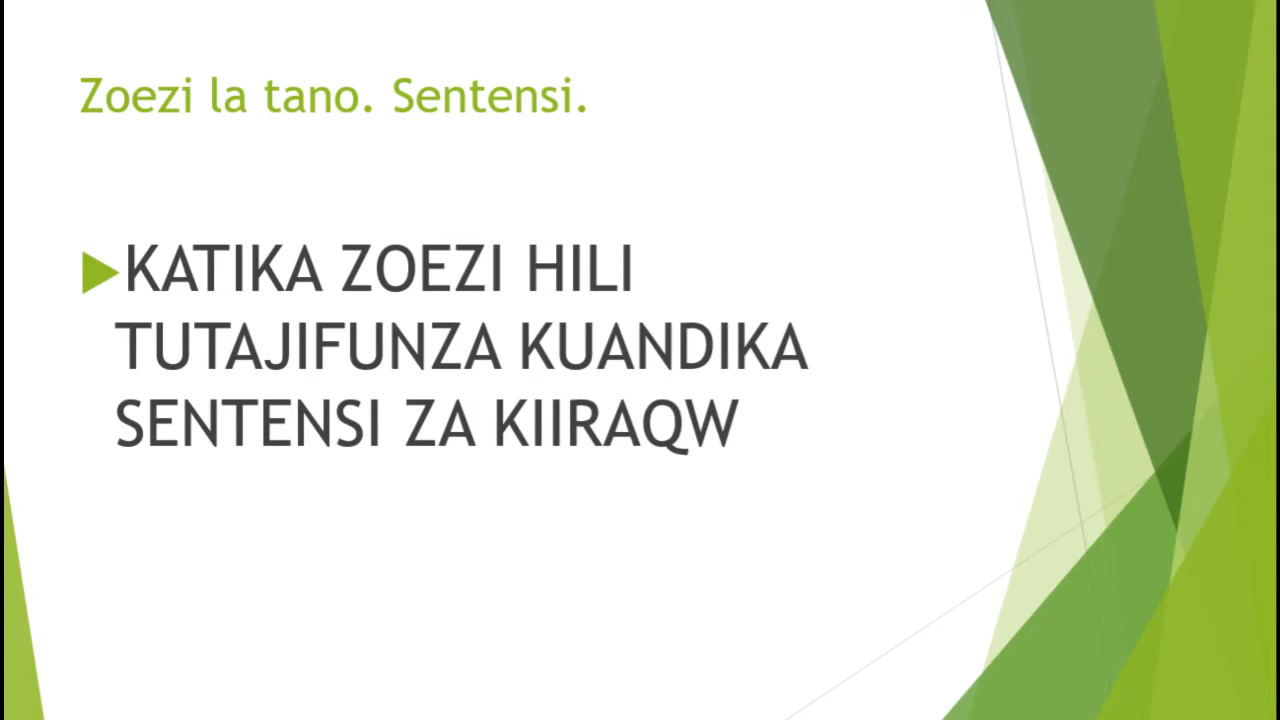 Zoezi la tano. Sentensi.
KATIKA ZOEZI HILI
TUTAJIFUNZA KUANDIKA
SENTENSI ZA KIIRAQW